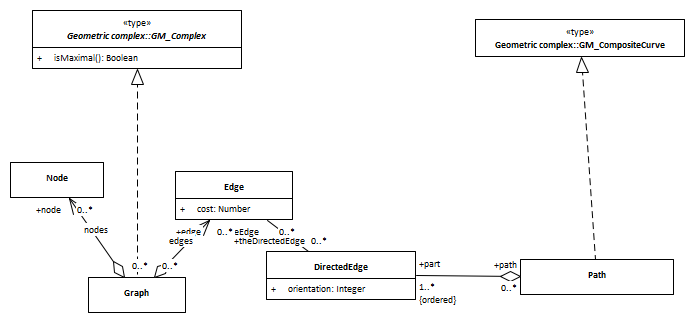 «type»
Geometric complex::GM_Complex
+ isMaximal(): Boolean
«type»
Geometric complex::GM_CompositeCurve
Node
Edge
+ cost: Number
+node 0..*
nodes
+edge 0..*
edges
eEdge
+theDirectedEdge 0..*
0..*
0..*
Graph
DirectedEdge
+ orientation: Integer
+part
1..*
{ordered}
+path
0..*
Path